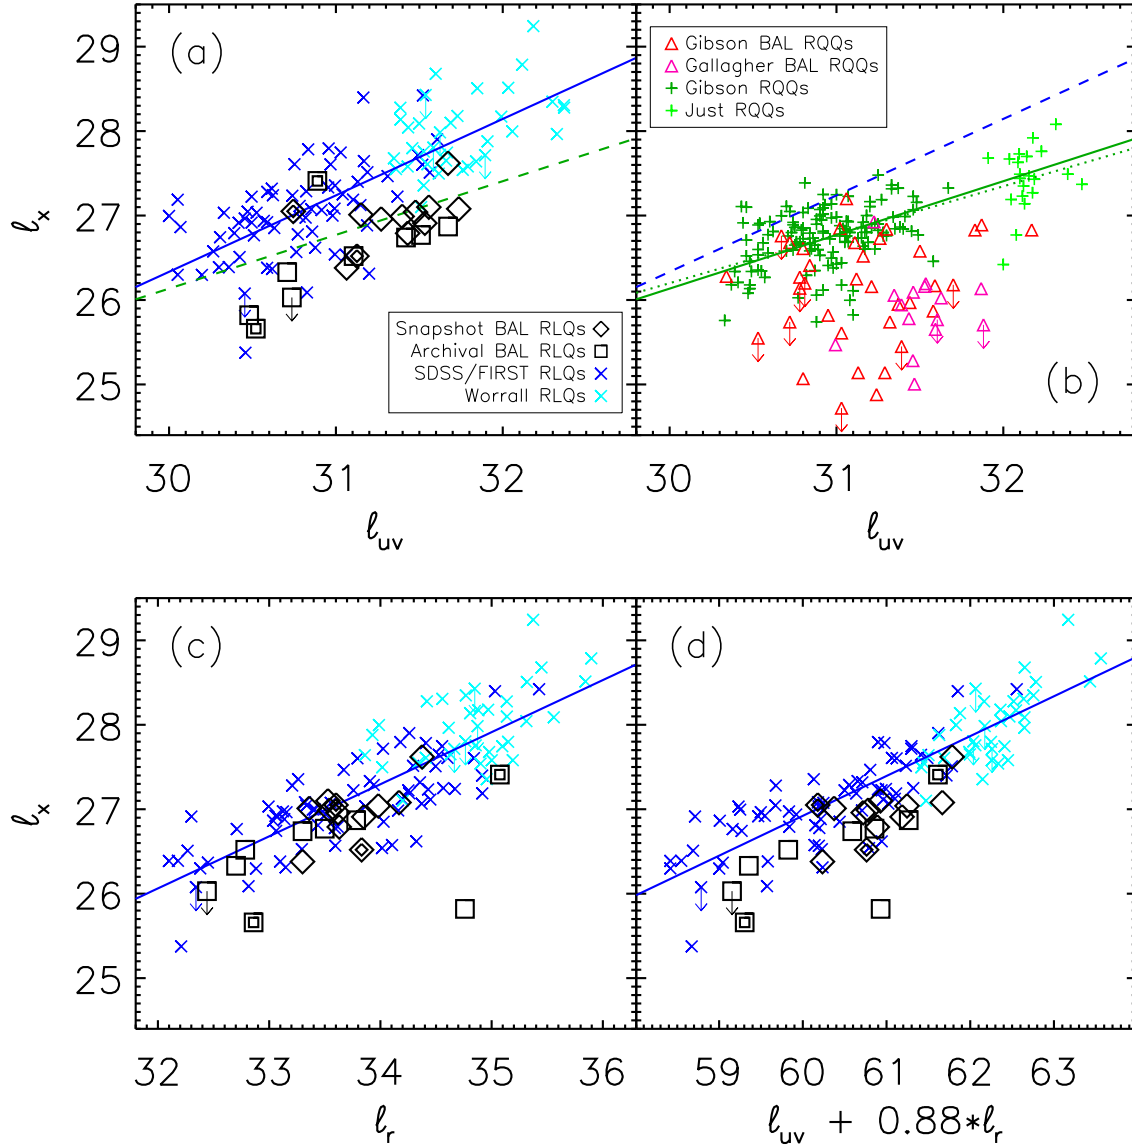 (a)
29
28
27
26
25
ℓx
Snapshot BAL RLQs
Archival BAL RLQs
SDSS/FIRST RLQs
Worrall RLQs
30 31 32
ℓuv
Gibson BAL RQQs
Gallagher BAL RQQs
Gibson RQQs
Just RQQs
(b)
30 31 32
ℓuv
(c)
29
28
27
26
25
ℓx
32 33 34 35 36
ℓr
(d)
59 60 61 62 63
ℓuv + 0.88*ℓr